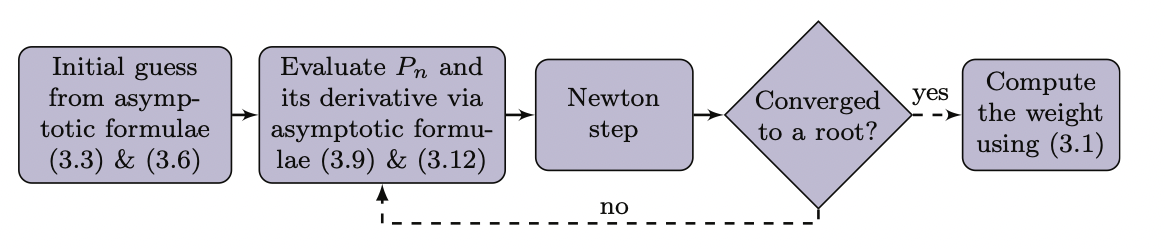 Initial guess
from asymp-
totic formulae
(3.3) & (3.6)
Evaluate Pₙ and
its derivative via
asymptotic formu-
lae (3.9) & (3.12)
Newton
step
Converged
to a root?
yes
Compute
the weight
using (3.1)
no